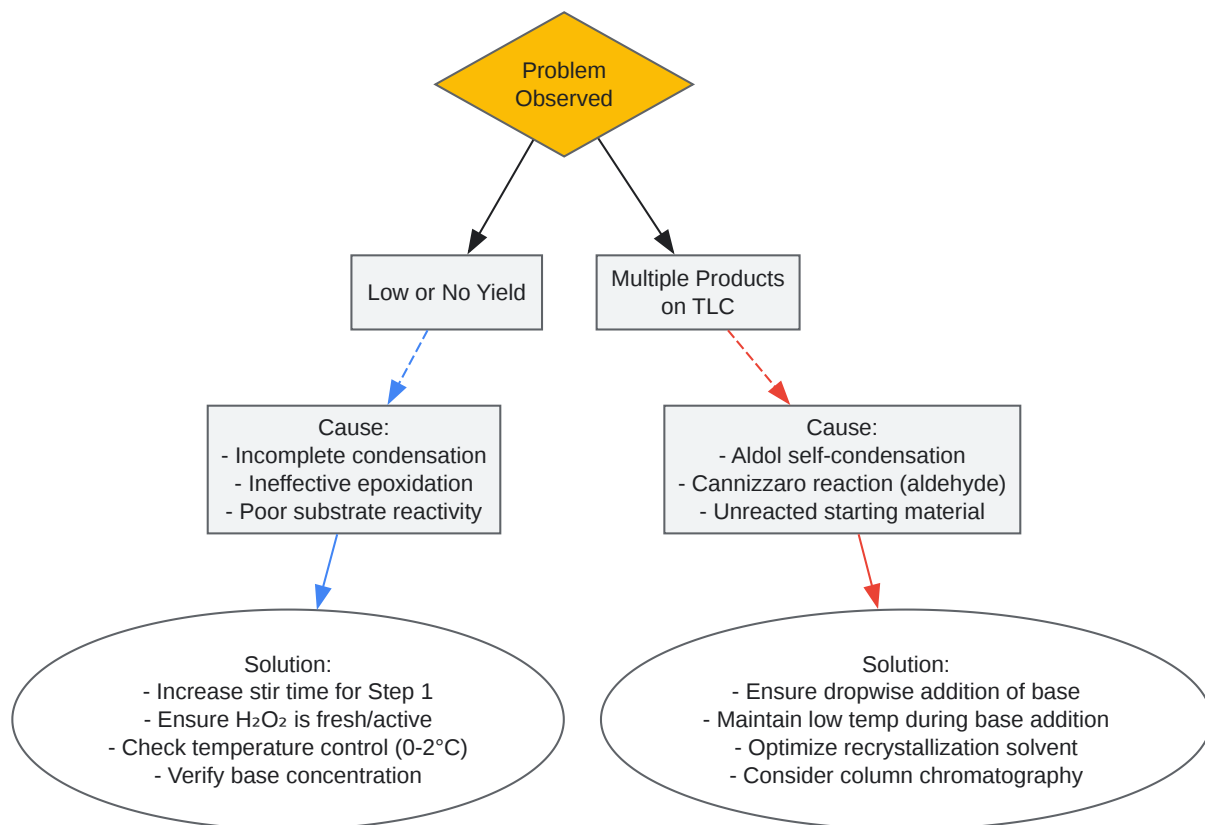 Problem
Observed
Low or No Yield
Multiple Products
on TLC
Cause:
- Incomplete condensation
- Ineffective epoxidation
- Poor substrate reactivity
Cause:
- Aldol self-condensation
- Cannizzaro reaction (aldehyde)
- Unreacted starting material
Solution:
- Increase stir time for Step 1
- Ensure H₂O₂ is fresh/active
- Check temperature control (0-2°C)
- Verify base concentration
Solution:
- Ensure dropwise addition of base
- Maintain low temp during base addition
- Optimize recrystallization solvent
- Consider column chromatography